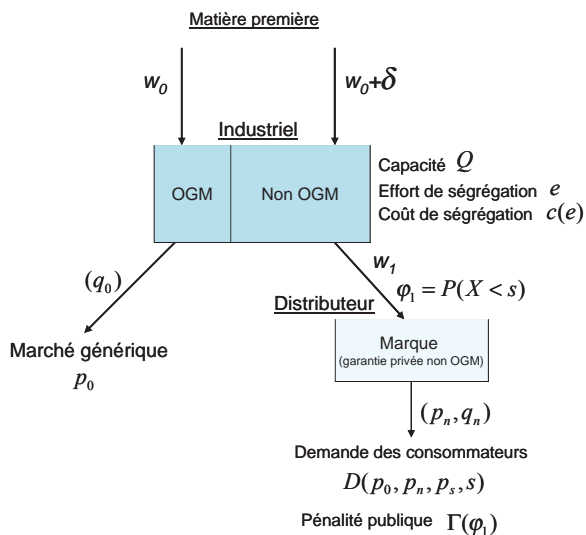 Matière première
w0
w0+δ
Industriel
OGM
Non OGM
Capacité Q
Effort de ségrégation e
Coût de ségrégation c(e)
(q0)
w1
φ1 = P(X < s)
Distributeur
Marché générique
p0
Marque
(garantie privée non OGM)
(pn, qn)
Demande des consommateurs
D(p0, pn, ps, s)
Pénalité publique Γ(φ1)